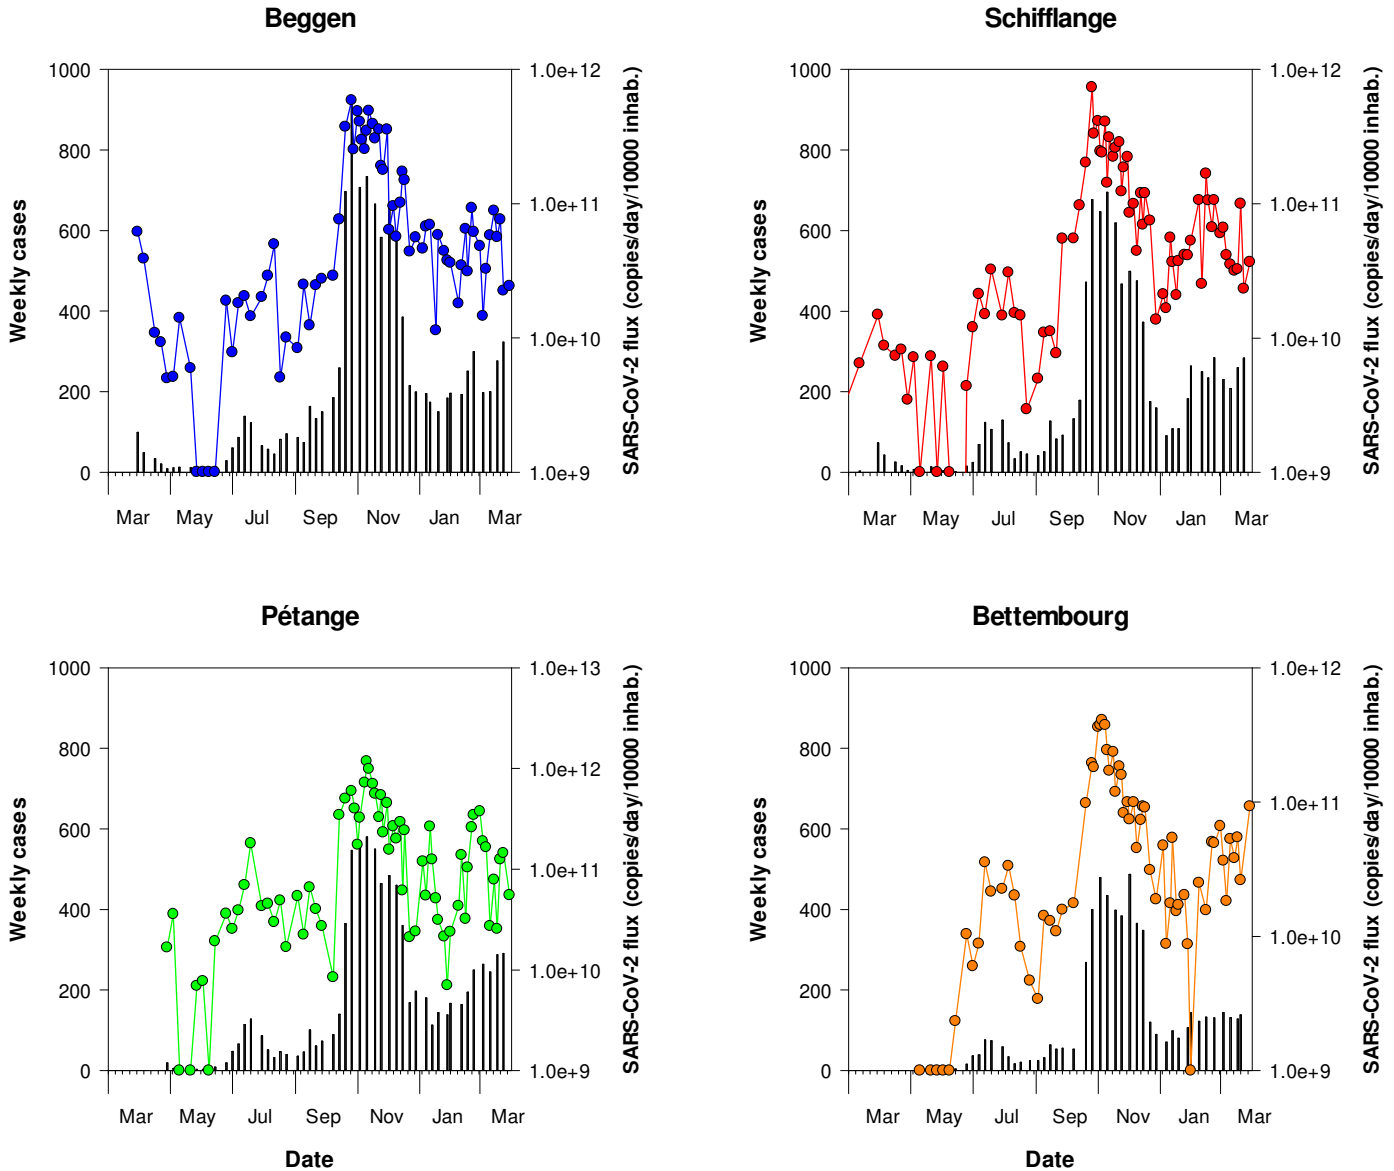 Beggen
1000
800
600
400
200
0
Weekly cases
1.0e+12
1.0e+11
1.0e+10
1.0e+9
SARS-CoV-2 flux (copies/day/10000 inhab.)
Mar May Jul Sep Nov Jan Mar
Schifflange
1000
800
600
400
200
0
Weekly cases
1.0e+12
1.0e+11
1.0e+10
1.0e+9
SARS-CoV-2 flux (copies/day/10000 inhab.)
Mar May Jul Sep Nov Jan Mar
Pétange
1000
800
600
400
200
0
Weekly cases
1.0e+13
1.0e+12
1.0e+11
1.0e+10
1.0e+9
SARS-CoV-2 flux (copies/day/10000 inhab.)
Mar May Jul Sep Nov Jan Mar
Date
Bettembourg
1000
800
600
400
200
0
Weekly cases
1.0e+12
1.0e+11
1.0e+10
1.0e+9
SARS-CoV-2 flux (copies/day/10000 inhab.)
Mar May Jul Sep Nov Jan Mar
Date